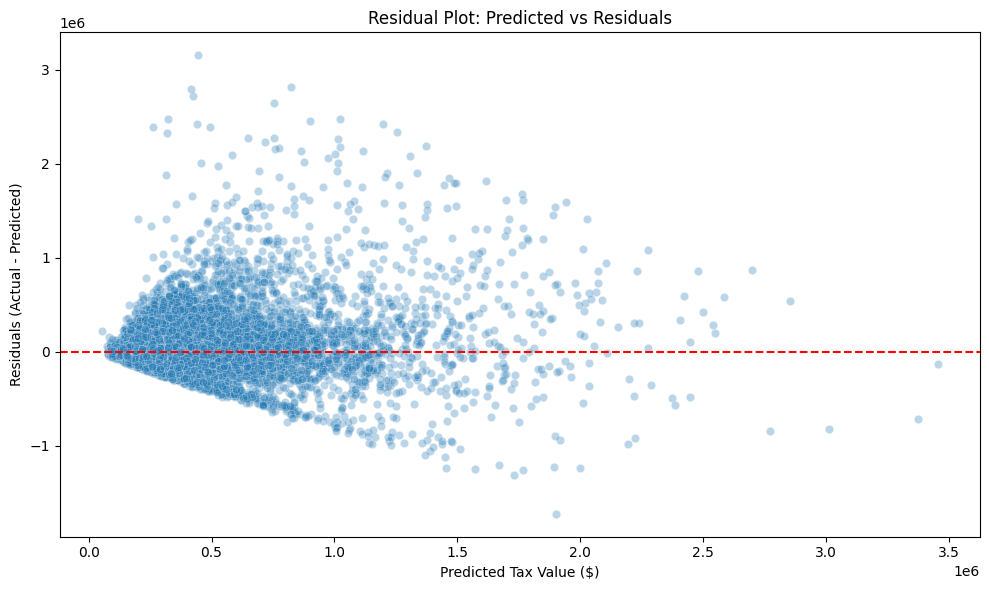 Residual Plot: Predicted vs Residuals
1e6
3
2
1
0
−1
Residuals (Actual - Predicted)
0.0 0.5 1.0 1.5 2.0 2.5 3.0 3.5
1e6
Predicted Tax Value ($)